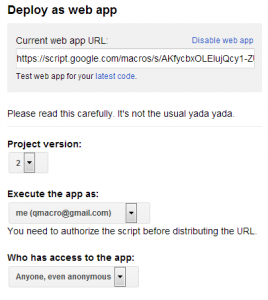 Deploy as web app
Current web app URL: Disable web app
https://script.google.com/macros/s/AKfycbxOLEIujQcy1-Z
Test web app for your latest code.
Please read this carefully. It's not the usual yada yada.
Project version:
2
Execute the app as:
me (qmacro@gmail.com)
You need to authorize the script before distributing the URL.
Who has access to the app:
Anyone, even anonymous